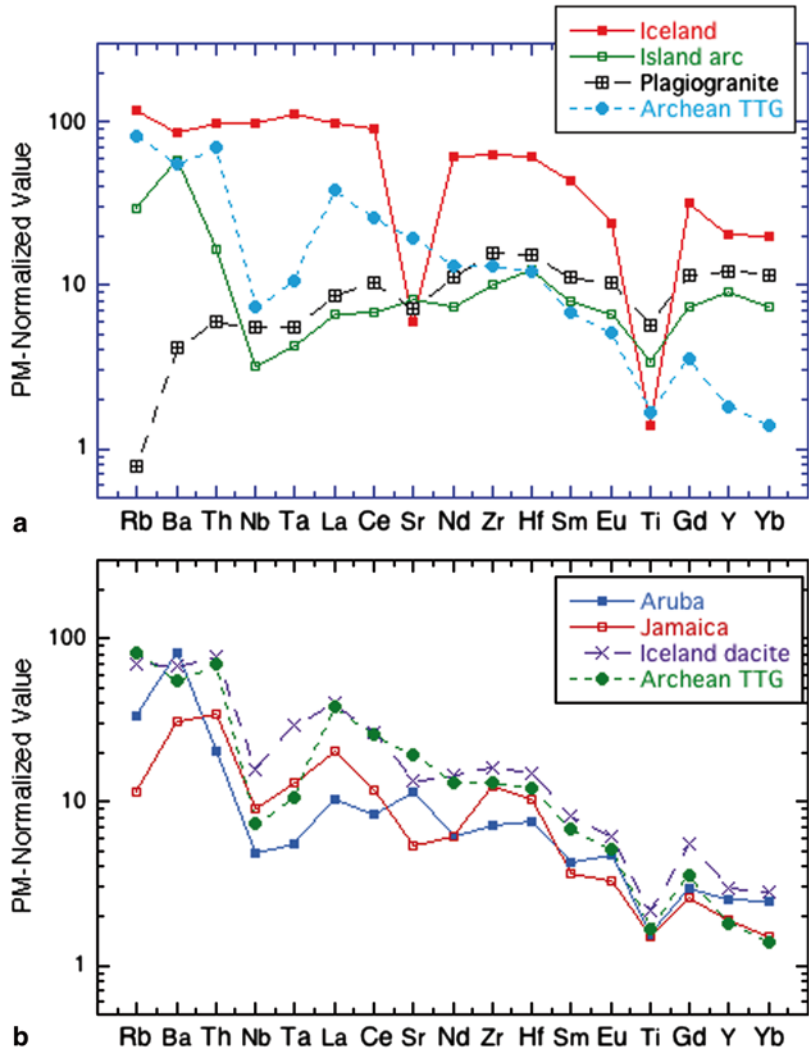 a
Iceland
Island arc
Plagiogranite
Archean TTG
PM-Normalized Value
100
10
1
Rb Ba Th Nb Ta La Ce Sr Nd Zr Hf Sm Eu Ti Gd Y Yb
Aruba
Jamaica
Iceland dacite
Archean TTG
PM-Normalized Value
100
10
1
b
Rb Ba Th Nb Ta La Ce Sr Nd Zr Hf Sm Eu Ti Gd Y Yb